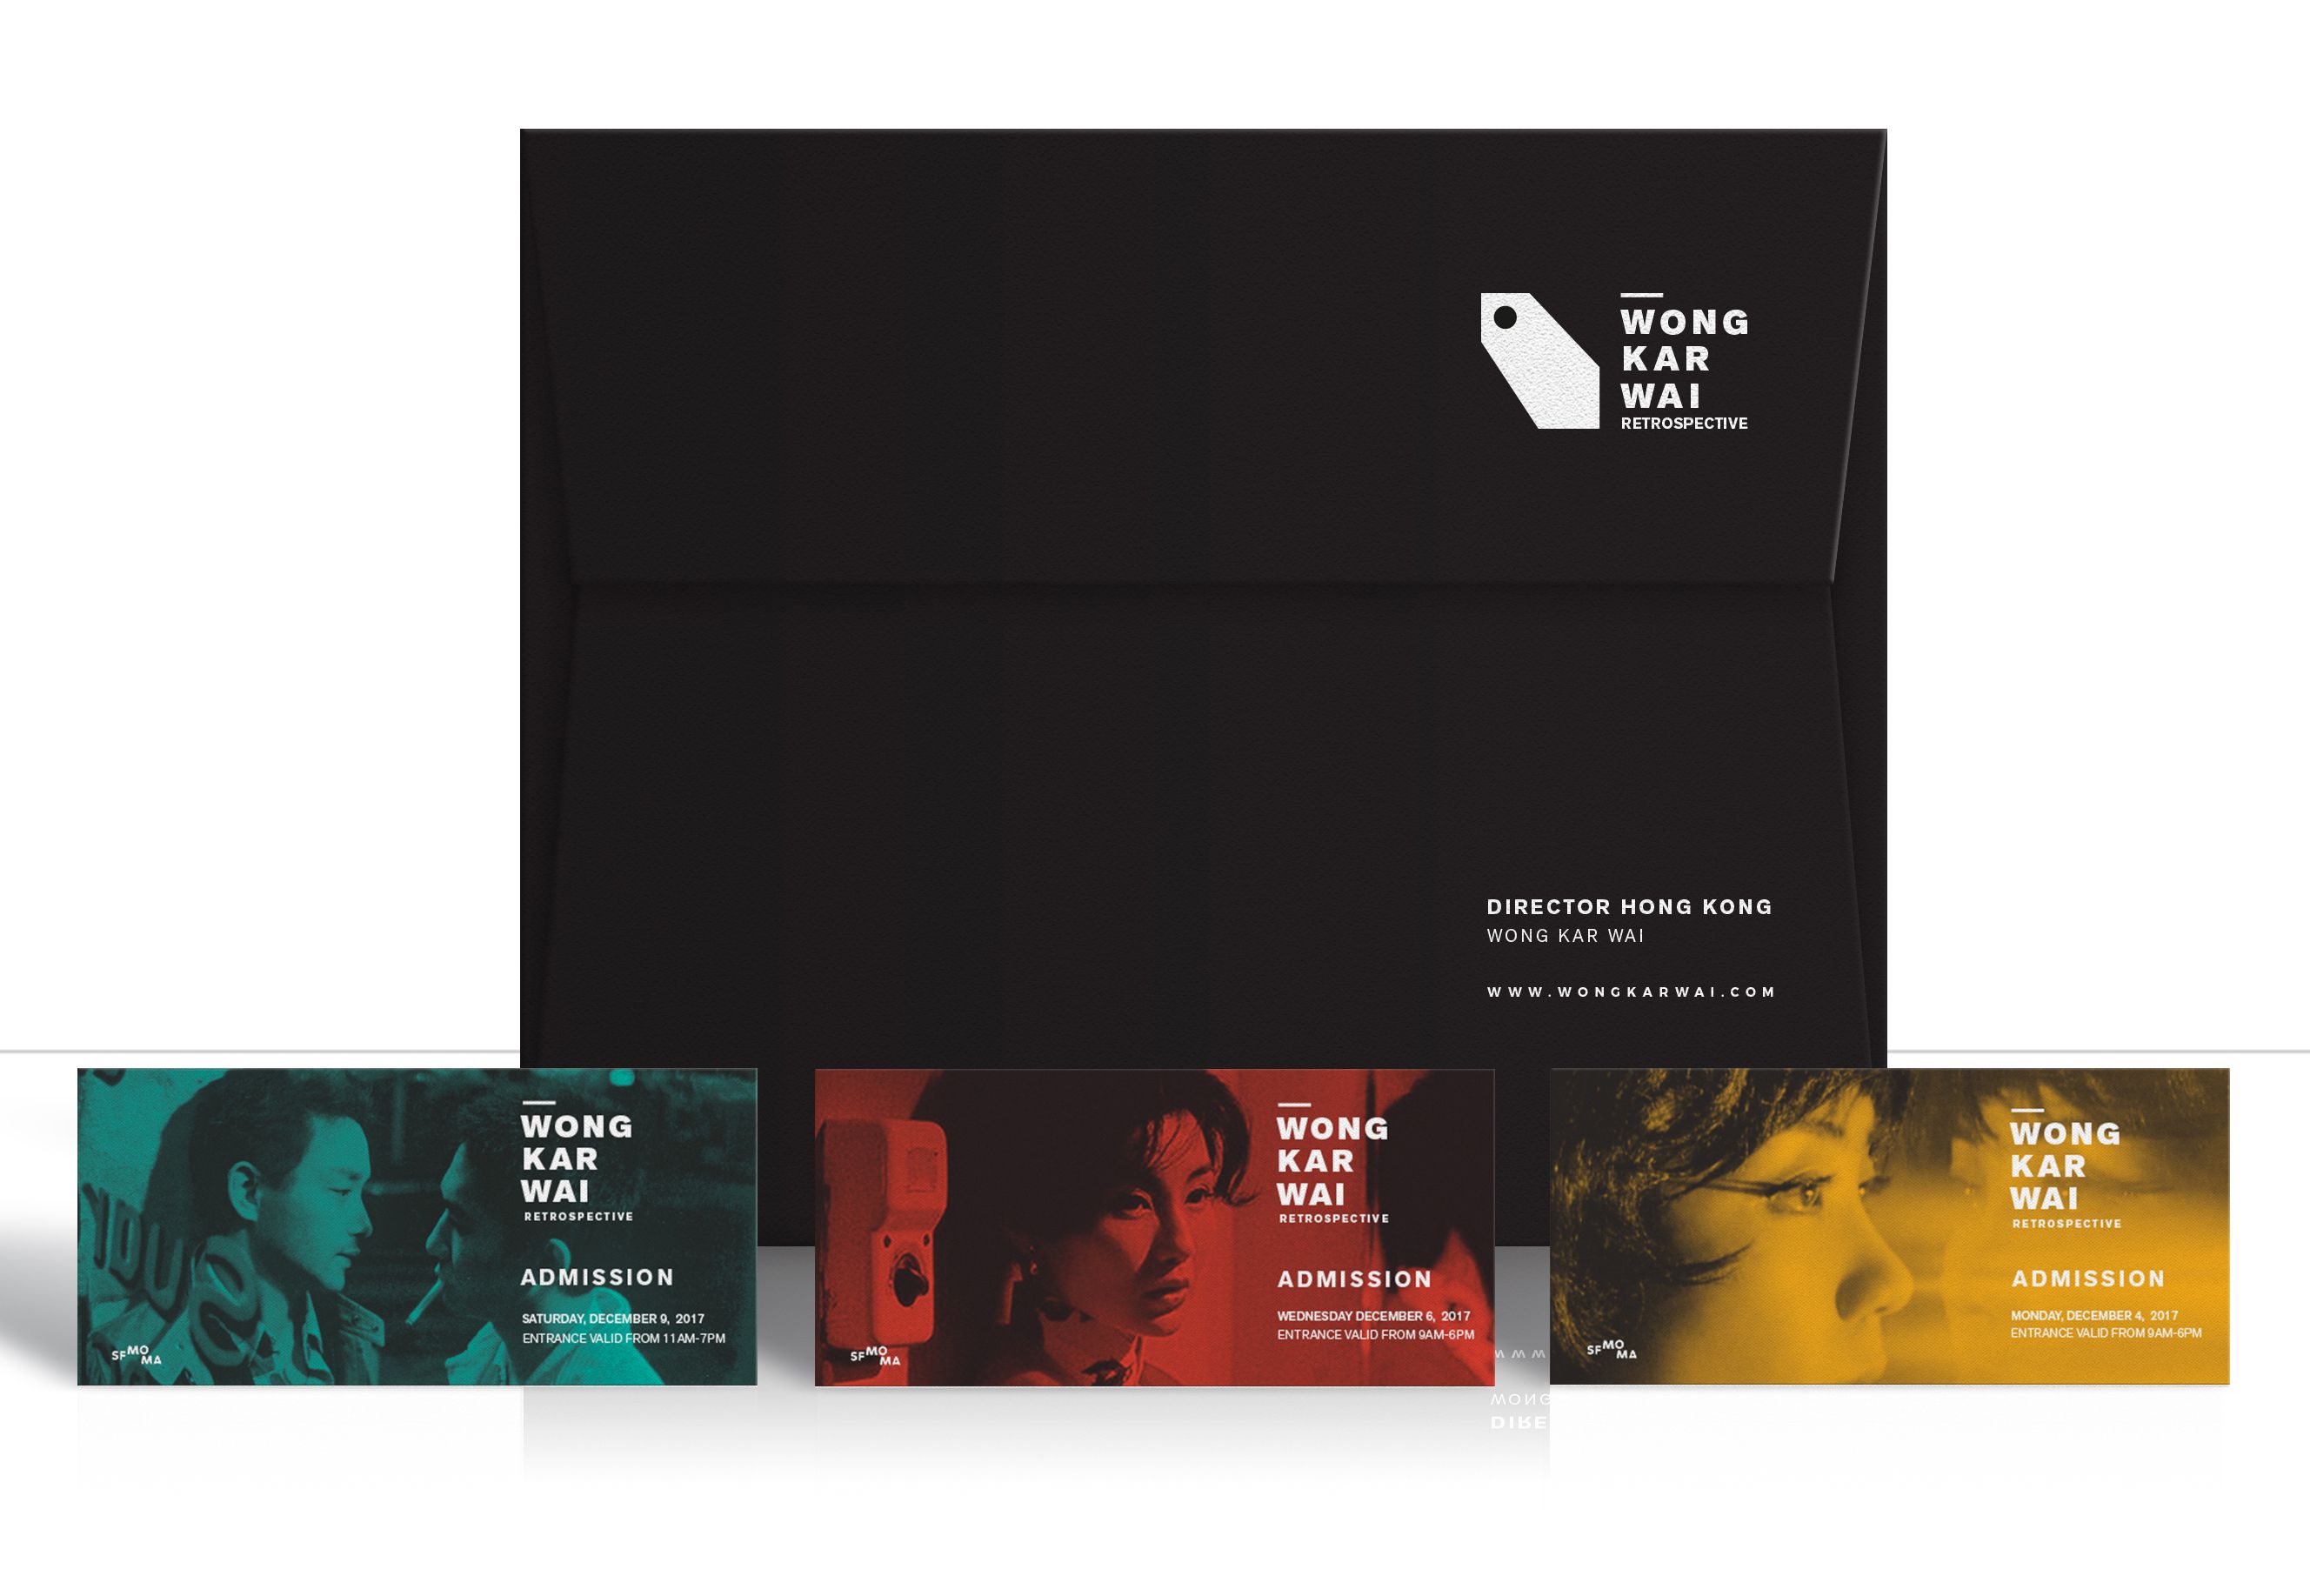 WONG
KAR
WAI
RETROSPECTIVE
DIRECTOR HONG KONG
WONG KAR WAI
WWW.WONGKARWAI.COM
WONG
KAR
WAI
RETROSPECTIVE
ADMISSION
SATURDAY, DECEMBER 9, 2017
ENTRANCE VALID FROM 11AM-7PM
SFMOMA
WONG
KAR
WAI
RETROSPECTIVE
ADMISSION
WEDNESDAY DECEMBER 6, 2017
ENTRANCE VALID FROM 9AM-6PM
SFMOMA
WONG
KAR
WAI
RETROSPECTIVE
ADMISSION
MONDAY, DECEMBER 4, 2017
ENTRANCE VALID FROM 9AM-6PM
SFMOMA